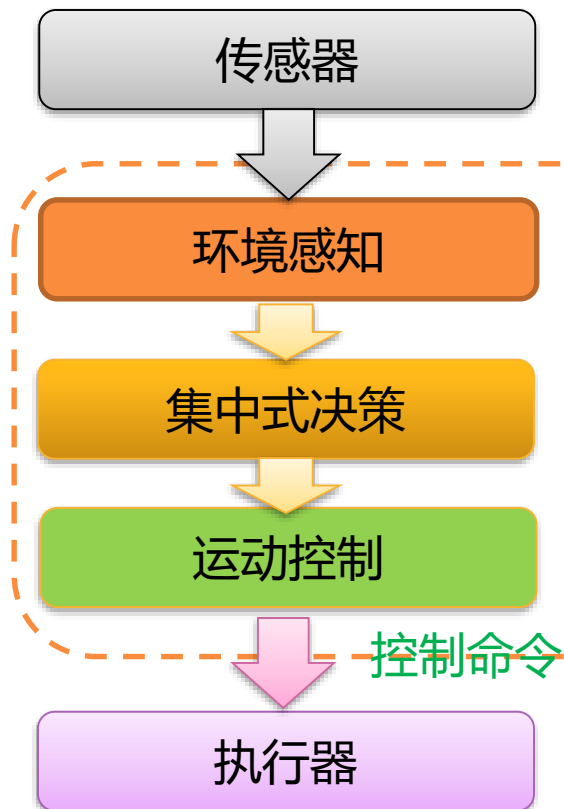 传感器
环境感知
集中式决策
运动控制
控制命令
执行器